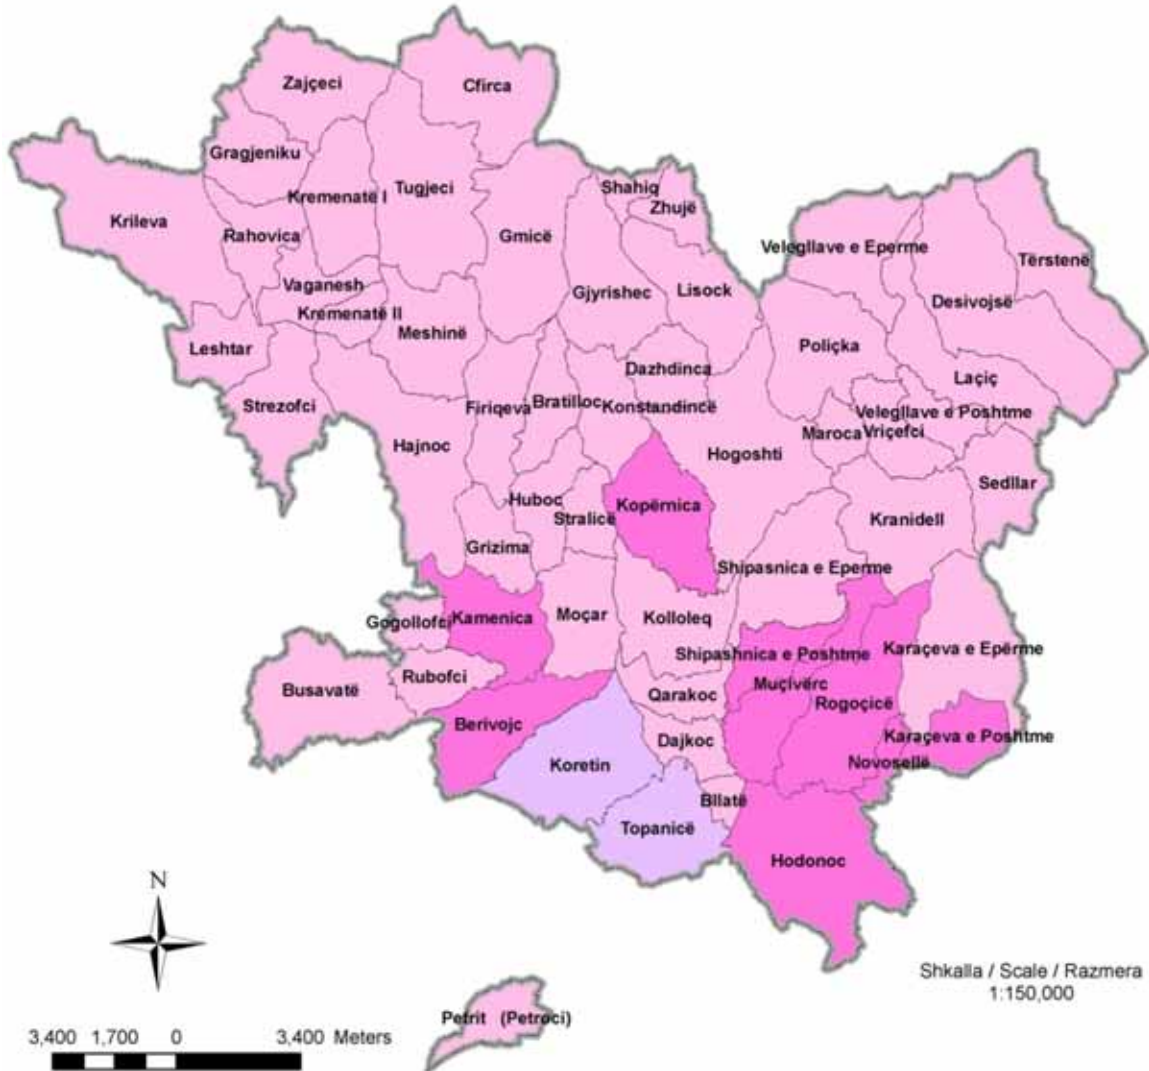 Zajçeci
Cfirca
Gragjeniku
Kremenatë I
Tugjeci
Shahiq
Zhujë
Krileva
Rahovica
Gmicë
Velegllave e Eperme
Tërstenë
Vaganesh
Gjyrishec
Lisock
Desivojsë
Kremenatë II
Meshinë
Leshtar
Poliçka
Dazhdinca
Laçiç
Strezofci
Firiqeva
Bratilloc
Konstandincë
Velegllave e Poshtme
Maroca
Vriçefci
Hajnoc
Hogoshti
Sedllar
Huboc
Kopërnica
Stralicë
Kranidell
Grizima
Shipasnica e Eperme
Gogollofci
Kamenica
Moçar
Kolloleq
Karaçeva e Epërme
Shipashnica e Poshtme
Rubofci
Muçivërc
Busavatë
Qarakoc
Rogoçicë
Berivojc
Dajkoc
Karaçeva e Poshtme
Koretin
Novosellë
Bllatë
Topanicë
Hodonoc
N
Shkalla / Scale / Razmera
1:150,000
Petrit (Petroci)
3,400 1,700 0 3,400 Meters